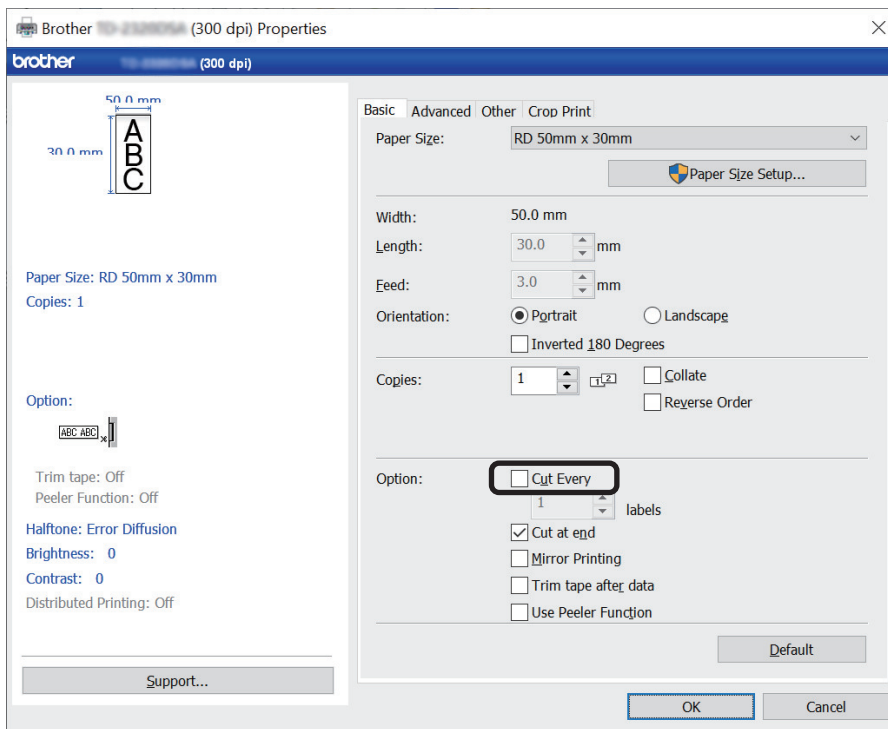 Brother (300 dpi) Properties
brother (300 dpi)
50.0 mm
30.0 mm
A
B
C
Paper Size: RD 50mm x 30mm
Copies: 1
Option:
ABC ABC
Trim tape: Off
Peeler Function: Off
Halftone: Error Diffusion
Brightness: 0
Contrast: 0
Distributed Printing: Off
Support...
Basic Advanced Other Crop Print
Paper Size: RD 50mm x 30mm
Paper Size Setup...
Width: 50.0 mm
Length: 30.0 mm
Feed: 3.0 mm
Orientation: Portrait Landscape
Inverted 180 Degrees
Copies: 1 1 2 Collate
Reverse Order
Option: Cut Every
1 labels
Cut at end
Mirror Printing
Trim tape after data
Use Peeler Function
Default
OK Cancel